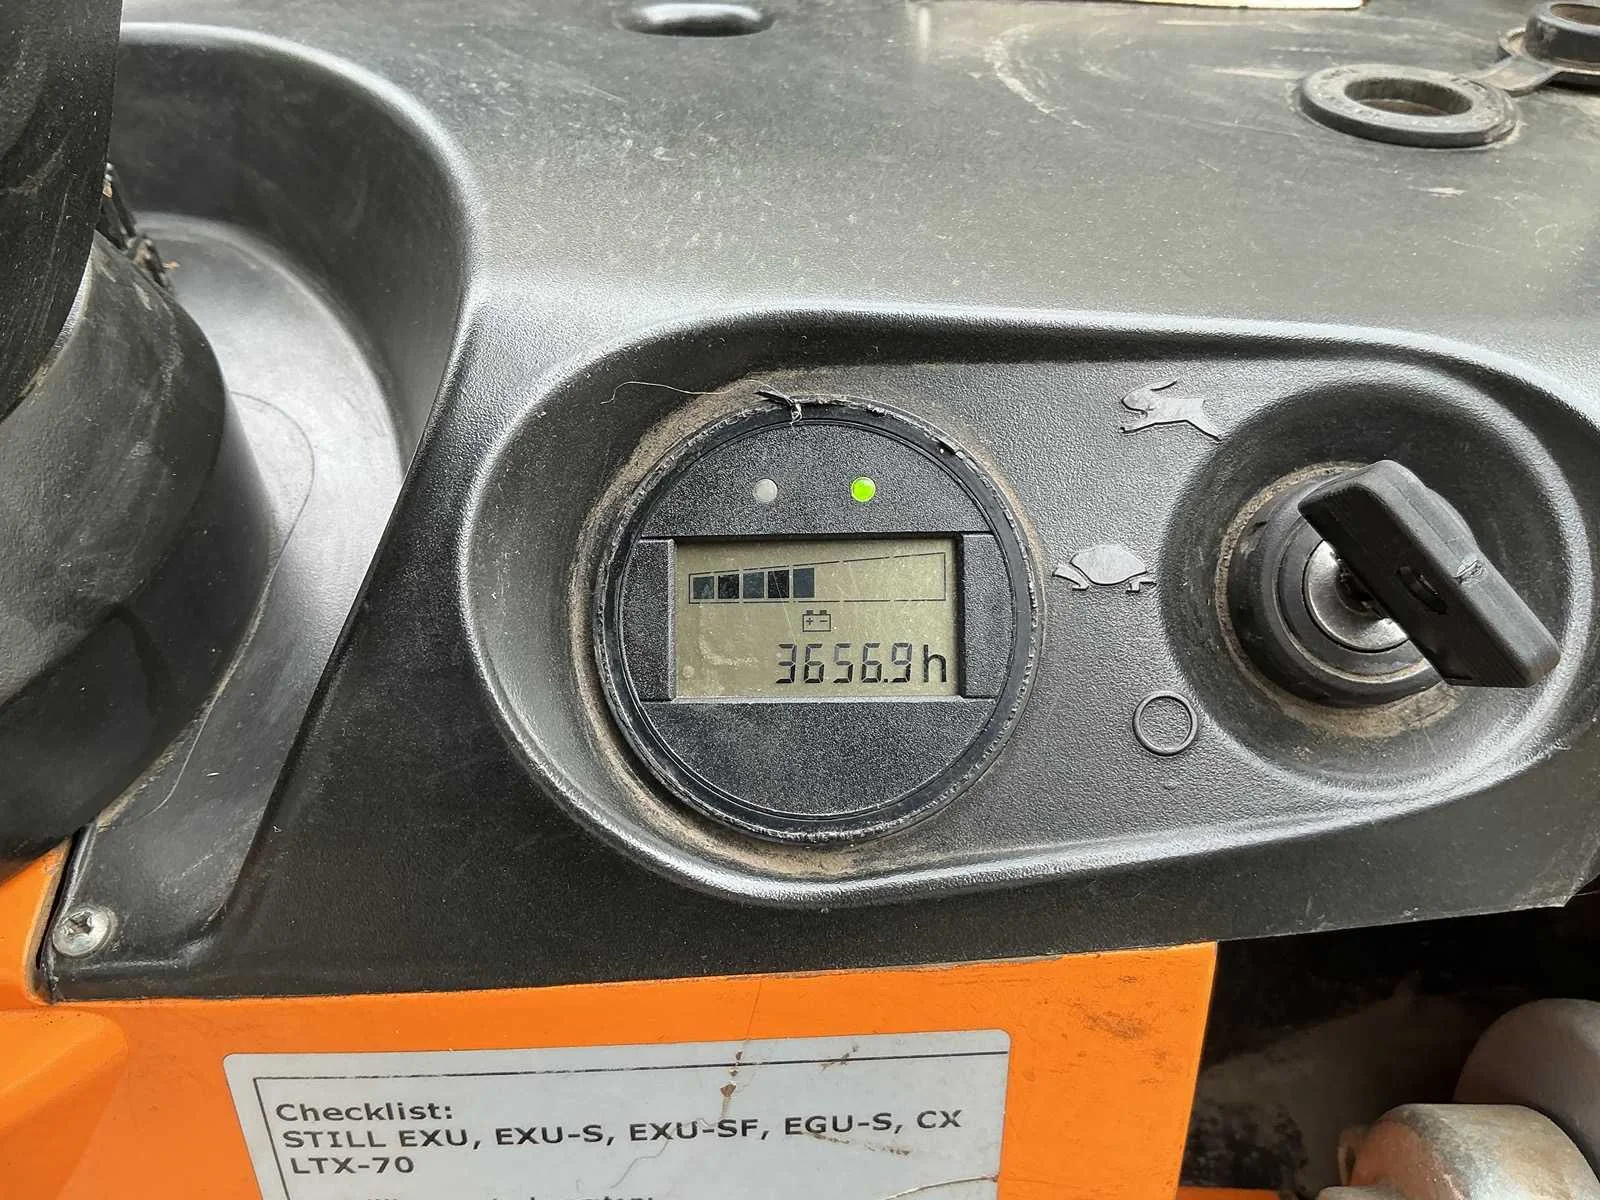 3656.9h
Checklist:
STILL EXU, EXU-S, EXU-SF, EGU-S, CX
LTX-70